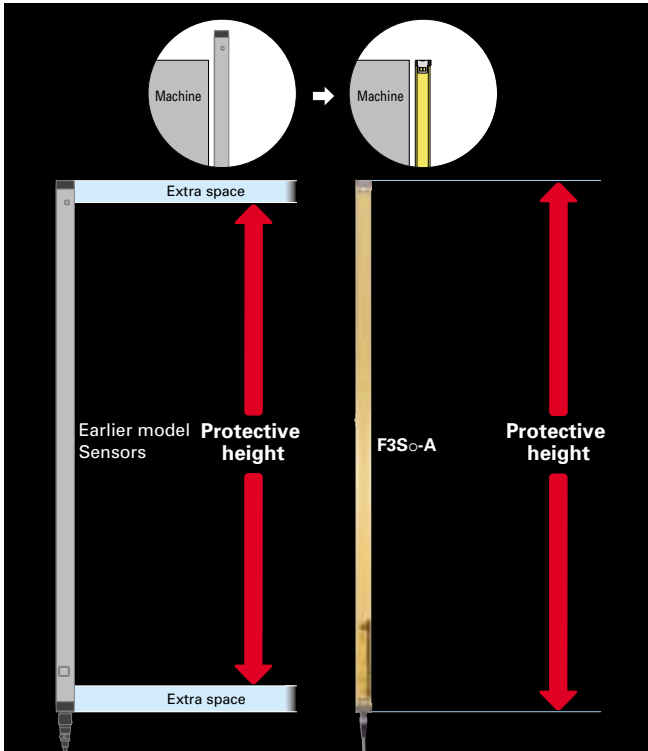 Machine
Machine
Extra space
Earlier model
Sensors
Protective
height
F3S○-A
Protective
height
Extra space